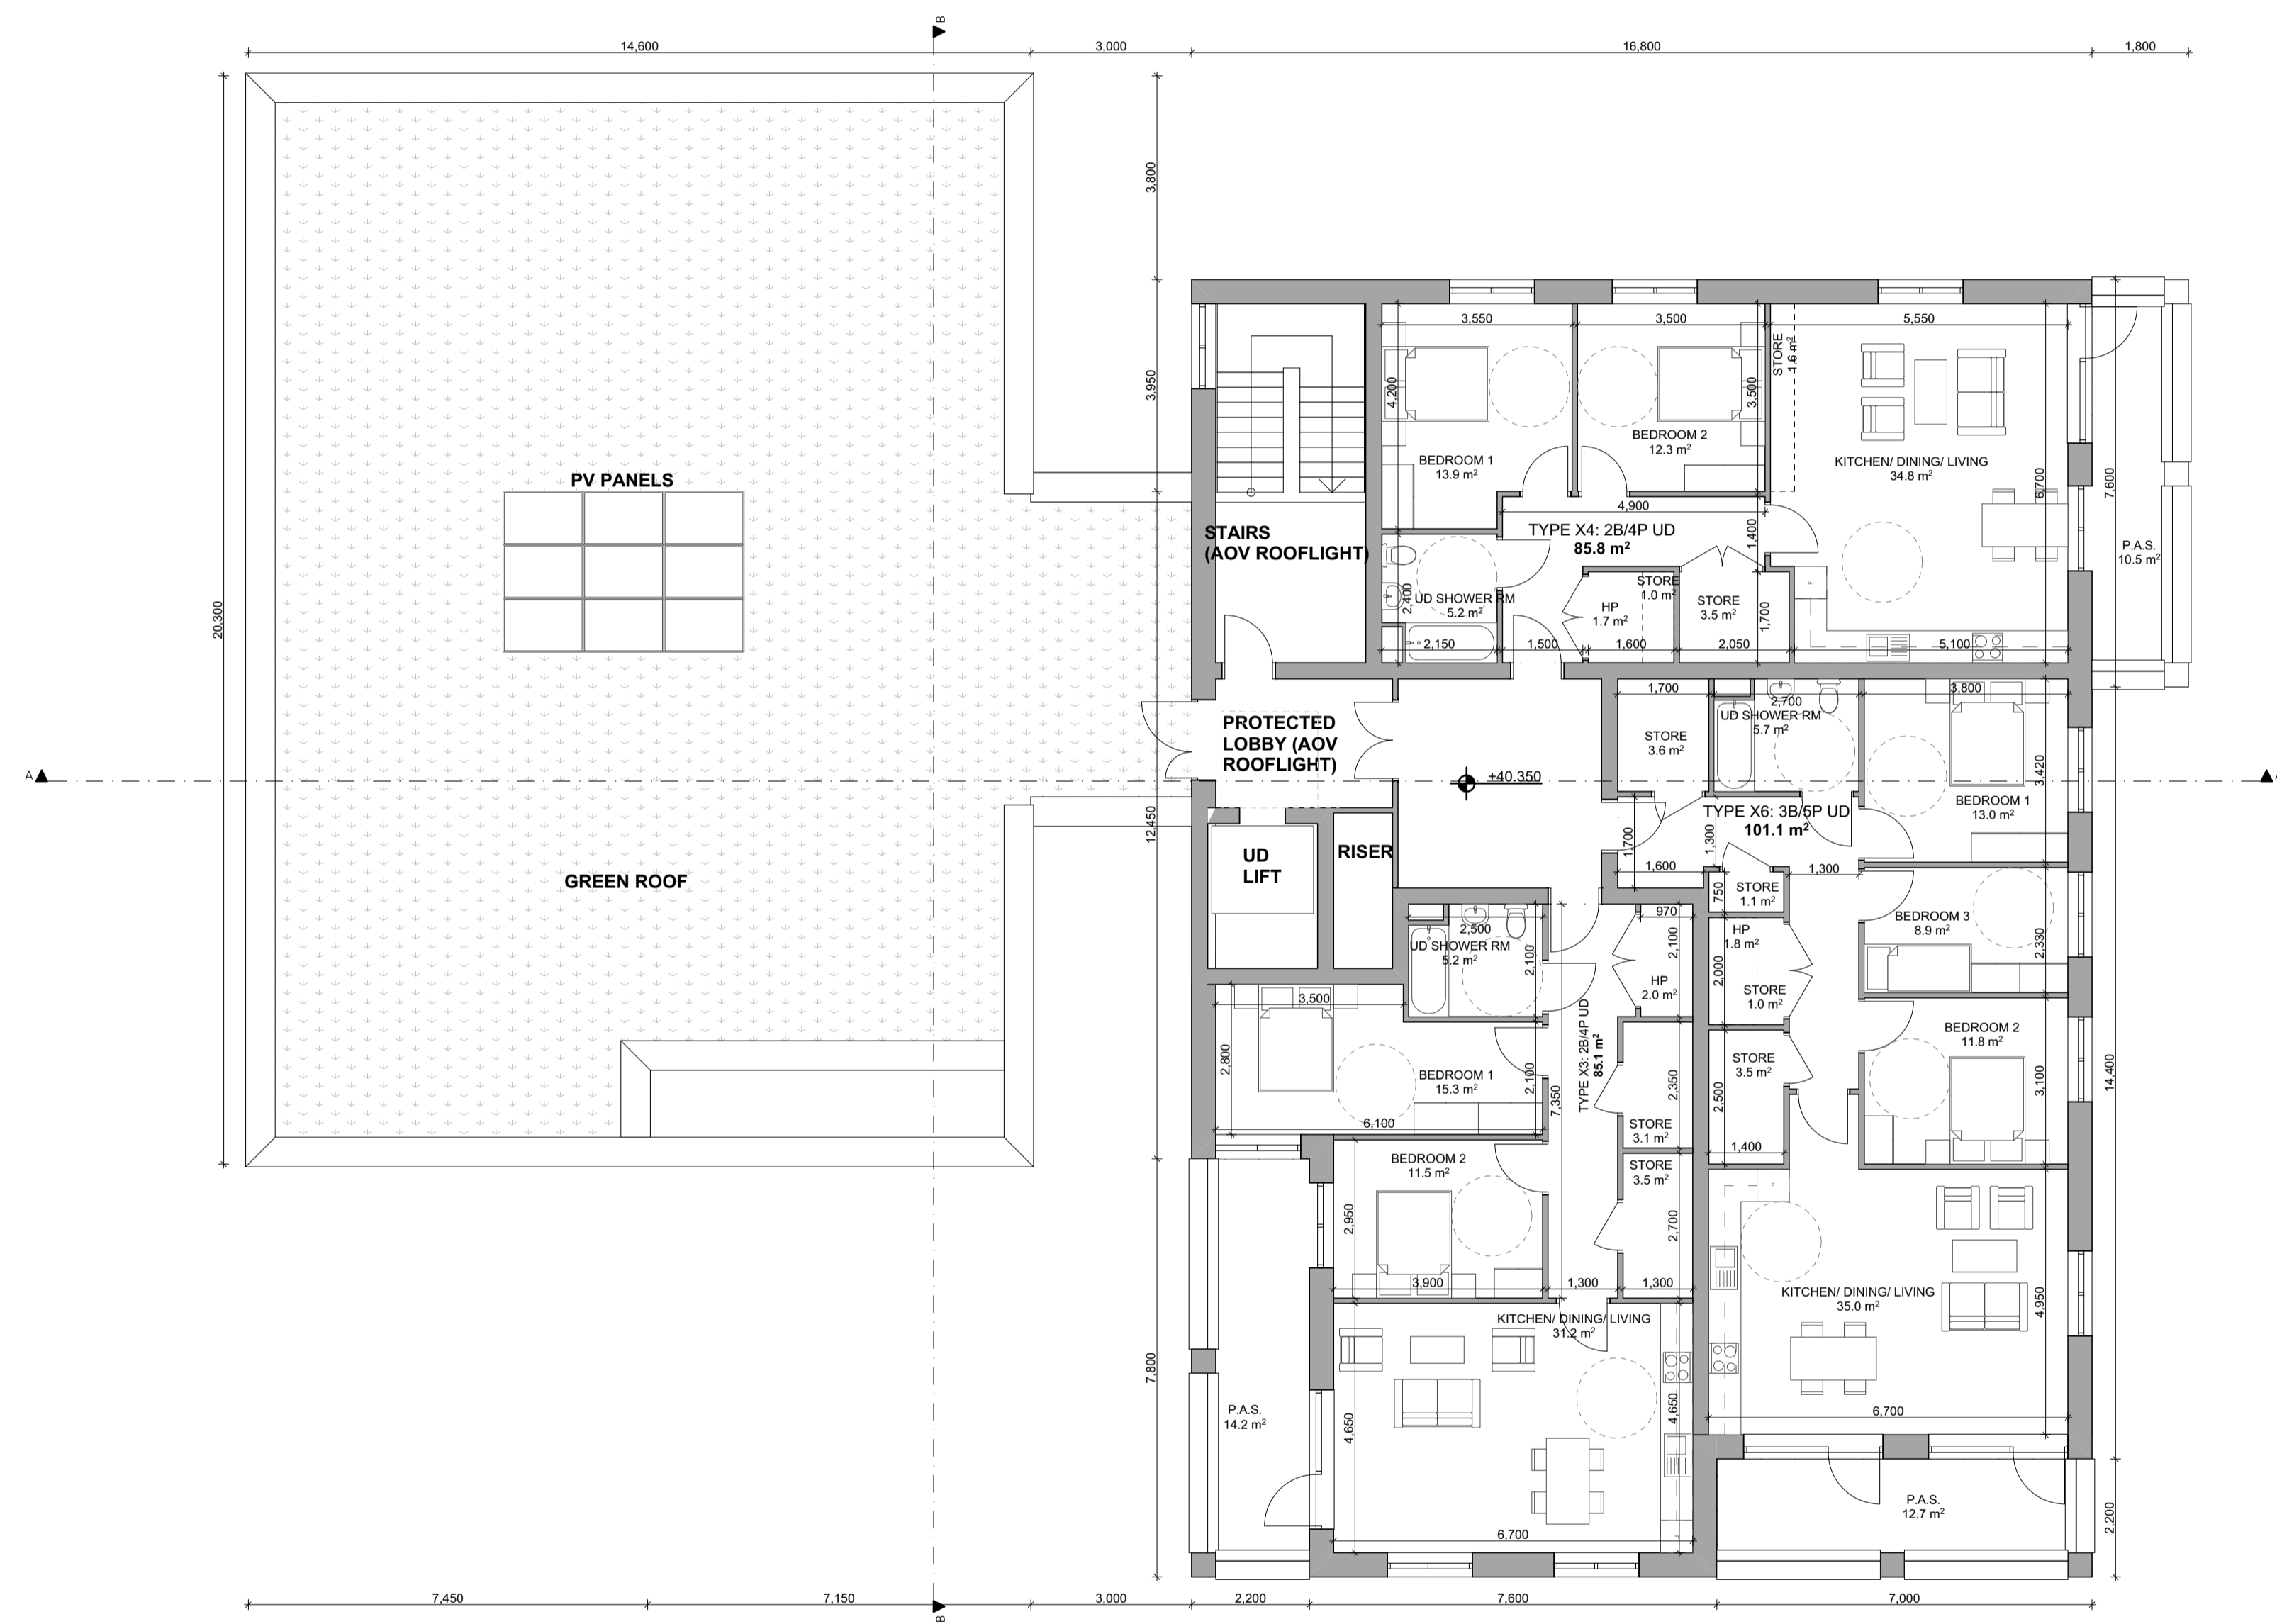 B
14,600
3,000
16,800
1,800
3,800
3,950
20,300
12,450
7,800
PV PANELS
GREEN ROOF
STAIRS
(AOV ROOFLIGHT)
3,550
3,500
5,550
4,200
3,500
STORE
1.6 m²
BEDROOM 1
13.9 m²
BEDROOM 2
12.3 m²
KITCHEN/ DINING/ LIVING
34.8 m²
6,700
7,600
4,900
1,400
TYPE X4: 2B/4P UD
85.8 m²
P.A.S.
10.5 m²
F
2,400
UD SHOWER RM
5.2 m²
HP
1.7 m²
STORE
1.0 m²
STORE
3.5 m²
1,700
2,150
1,500
1,600
2,050
5,100
PROTECTED
LOBBY (AOV
ROOFLIGHT)
1,700
2,700
3,800
UD SHOWER RM
5.7 m²
STORE
3.6 m²
A
+40.350
3,420
BEDROOM 1
13.0 m²
TYPE X6: 3B/5P UD
101.1 m²
1,700
1,300
1,600
1,300
UD
LIFT
RISER
750
STORE
1.1 m²
BEDROOM 3
8.9 m²
2,330
970
2,500
UD SHOWER RM
5.2 m²
2,100
2,100
HP
2.0 m²
HP
1.8 m²
2,000
STORE
1.0 m²
3,500
2,800
BEDROOM 1
15.3 m²
2,100
7,350
TYPE X3: 2B/4P UD
85.1 m²
2,350
BEDROOM 2
11.8 m²
3,100
14,400
STORE
3.5 m²
2,500
1,400
6,100
STORE
3.1 m²
BEDROOM 2
11.5 m²
STORE
3.5 m²
2,950
2,700
3,900
1,300
1,300
F
KITCHEN/ DINING/ LIVING
35.0 m²
4,950
KITCHEN/ DINING/ LIVING
31.2 m²
P.A.S.
14.2 m²
4,650
4,650
6,700
6,700
P.A.S.
12.7 m²
2,200
7,450
7,150
3,000
2,200
7,600
7,000
B